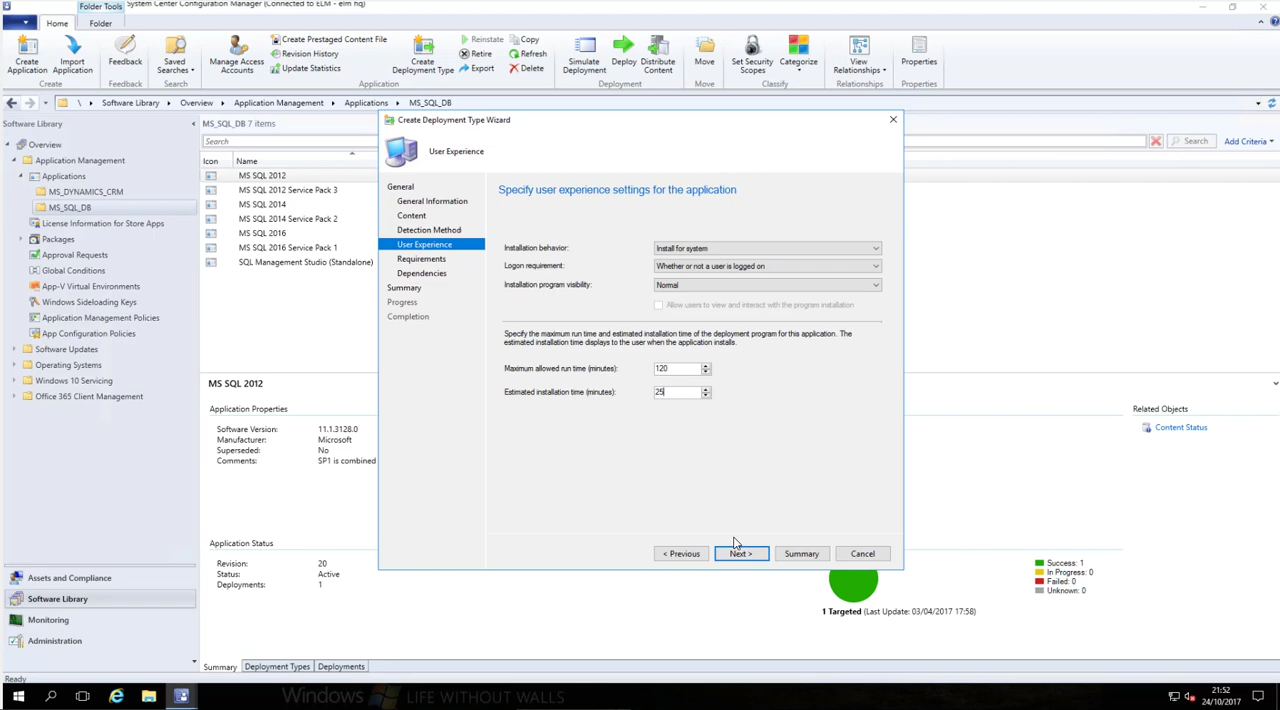 Folder Tools
System Center Configuration Manager (Connected to ELM - elm hq)
Home
Folder
Create Application
Import Application
Create
Feedback
Feedback
Saved Searches
Search
Manage Access Accounts
Create Prestaged Content File
Revision History
Update Statistics
Application
Create Deployment Type
Reinstate
Retire
Export
Copy
Refresh
Delete
Simulate Deployment
Deploy
Distribute Content
Deployment
Move
Move
Set Security Scopes
Categorize
Classify
View Relationships
Relationships
Properties
Properties
\ Software Library Overview Application Management Applications MS_SQL_DB
Software Library
Overview
Application Management
Applications
MS_DYNAMICS_CRM
MS_SQL_DB
License Information for Store Apps
Packages
Approval Requests
Global Conditions
App-V Virtual Environments
Windows Sideloading Keys
Application Management Policies
App Configuration Policies
Software Updates
Operating Systems
Windows 10 Servicing
Office 365 Client Management
Assets and Compliance
Software Library
Monitoring
Administration
MS_SQL_DB 7 items
Search
Search
Add Criteria
Icon Name
MS SQL 2012
MS SQL 2012 Service Pack 3
MS SQL 2014
MS SQL 2014 Service Pack 2
MS SQL 2016
MS SQL 2016 Service Pack 1
SQL Management Studio (Standalone)
Create Deployment Type Wizard
User Experience
General
General Information
Content
Detection Method
User Experience
Requirements
Dependencies
Summary
Progress
Completion
Specify user experience settings for the application
Installation behavior: Install for system
Logon requirement: Whether or not a user is logged on
Installation program visibility: Normal
Allow users to view and interact with the program installation
Specify the maximum run time and estimated installation time of the deployment program for this application. The
estimated installation time displays to the user when the application installs.
Maximum allowed run time (minutes): 120
Estimated installation time (minutes): 25
< Previous
Next >
Summary
Cancel
MS SQL 2012
Application Properties
Software Version: 11.1.3128.0
Manufacturer: Microsoft
Superseded: No
Comments: SP1 is combined
Related Objects
Content Status
Application Status
Revision: 20
Status: Active
Deployments: 1
Success: 1
In Progress: 0
Failed: 0
Unknown: 0
1 Targeted (Last Update: 03/04/2017 17:58)
Summary Deployment Types Deployments
Ready
Windows LIFE WITHOUT WALLS
21:52
24/10/2017